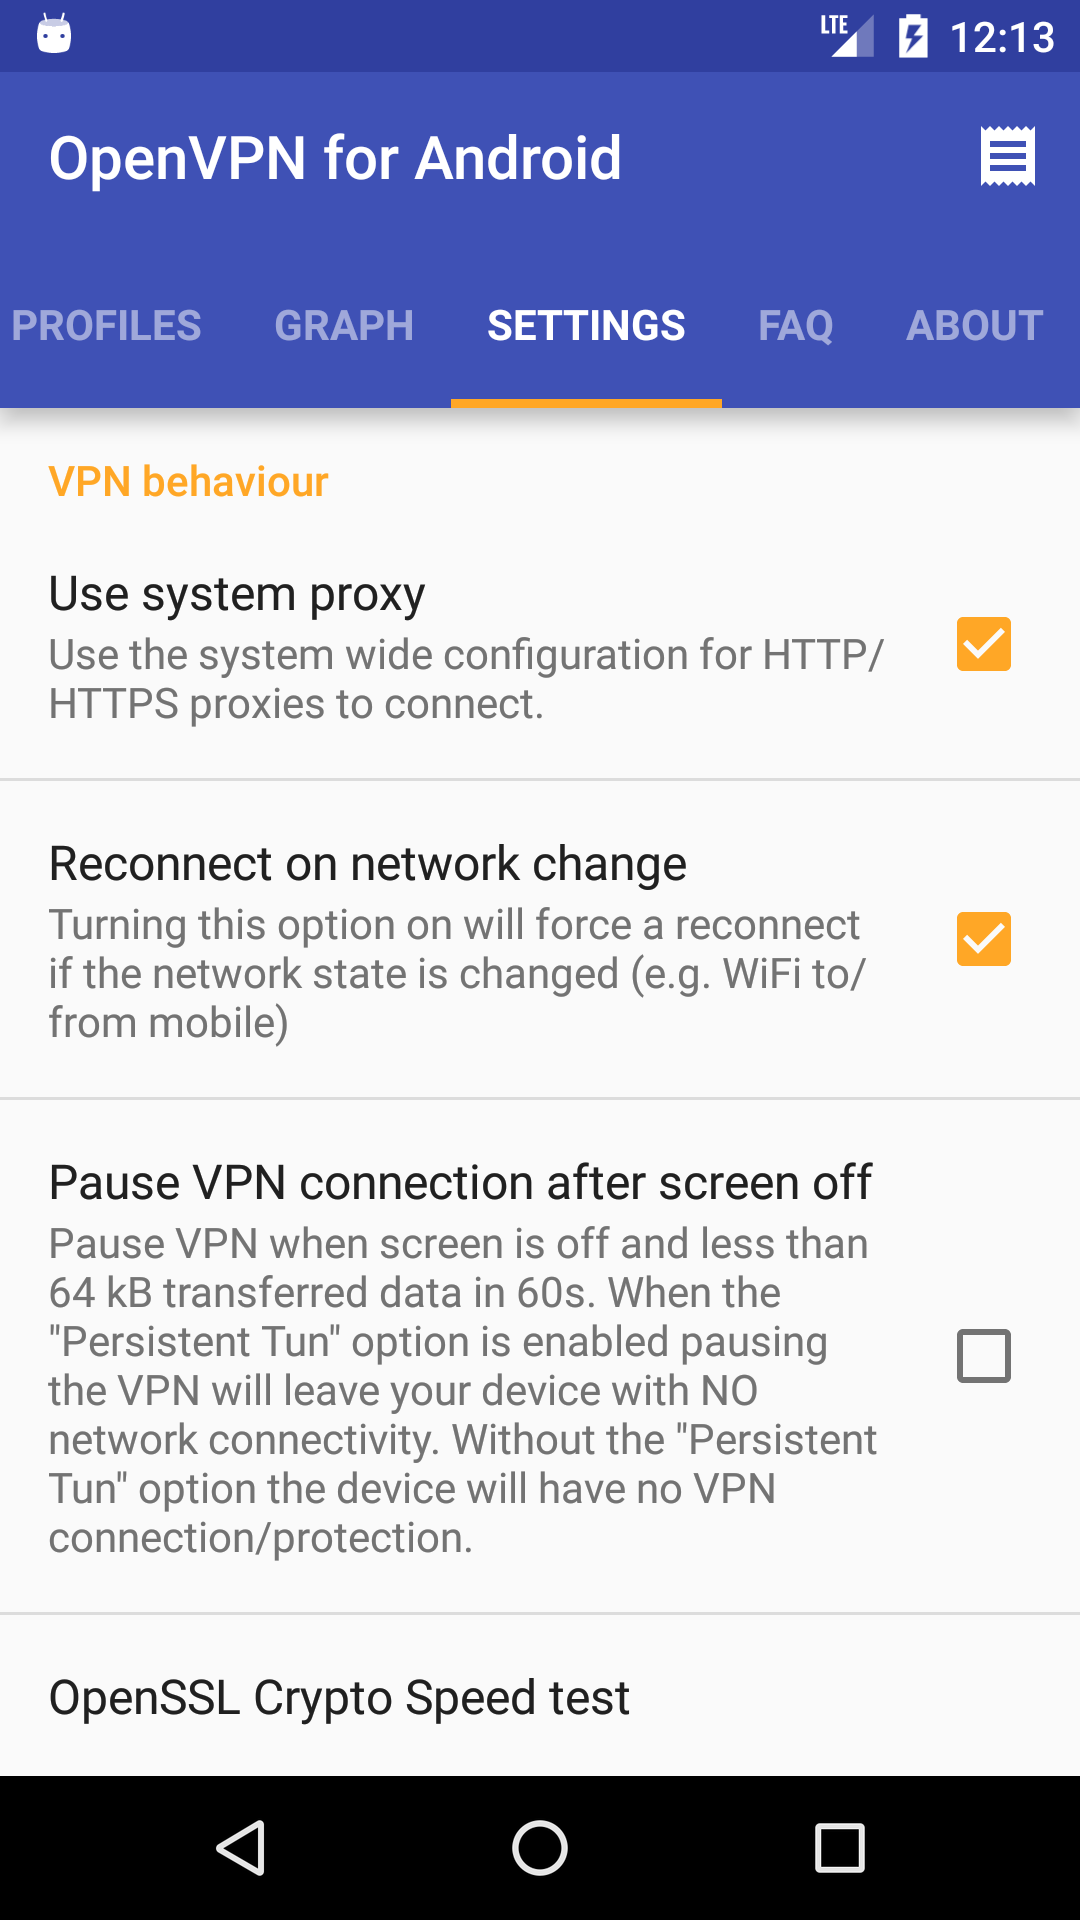 LTE 12:13
OpenVPN for Android
PROFILES GRAPH SETTINGS FAQ ABOUT
VPN behaviour
Use system proxy
Use the system wide configuration for HTTP/
HTTPS proxies to connect.
Reconnect on network change
Turning this option on will force a reconnect
if the network state is changed (e.g. WiFi to/
from mobile)
Pause VPN connection after screen off
Pause VPN when screen is off and less than
64 kB transferred data in 60s. When the
"Persistent Tun" option is enabled pausing
the VPN will leave your device with NO
network connectivity. Without the "Persistent
Tun" option the device will have no VPN
connection/protection.
OpenSSL Crypto Speed test